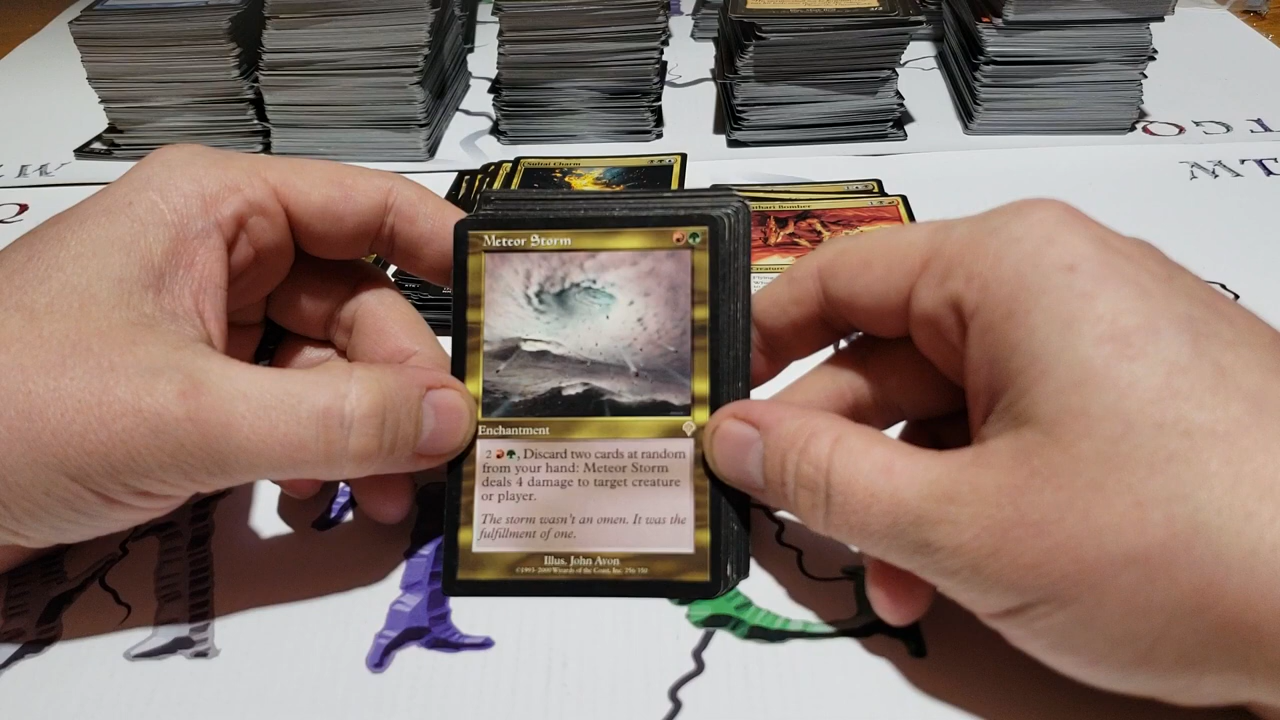 Sultai Charm
Meteor Storm
Enchantment
2 , Discard two cards at random
from your hand: Meteor Storm
deals 4 damage to target creature
or player.
The storm wasn't an omen. It was the
fulfillment of one.
Illus. John Avon
Bomber
Creature